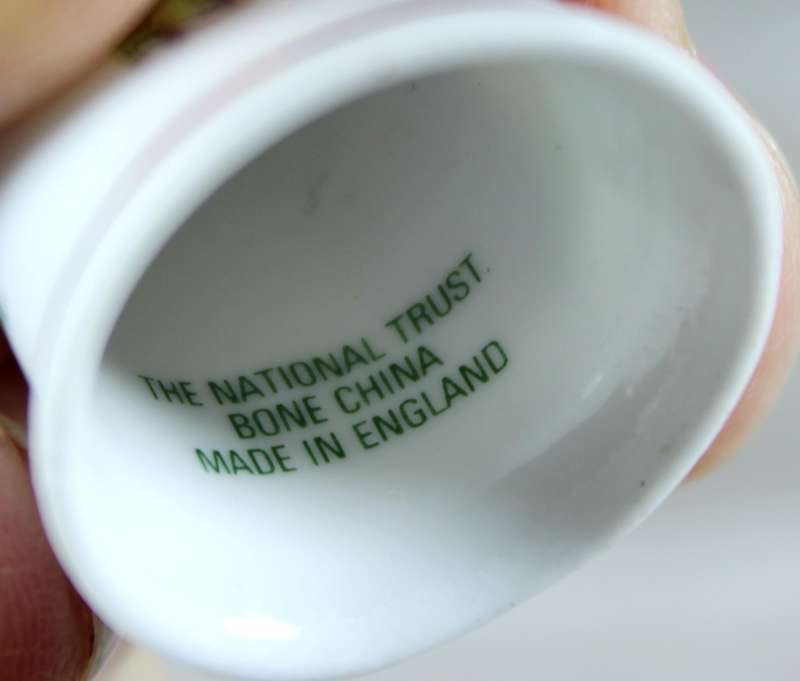 THE NATIONAL TRUST
BONE CHINA
MADE IN ENGLAND